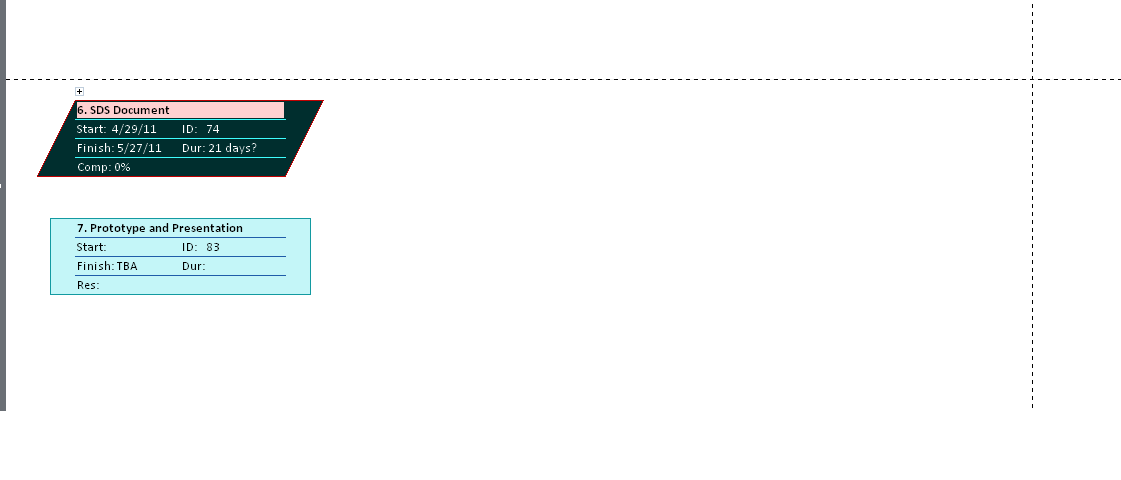 6. SDS Document
Start: 4/29/11 ID: 74
Finish: 5/27/11 Dur: 21 days?
Comp: 0%
7. Prototype and Presentation
Start: ID: 83
Finish: TBA Dur:
Res: